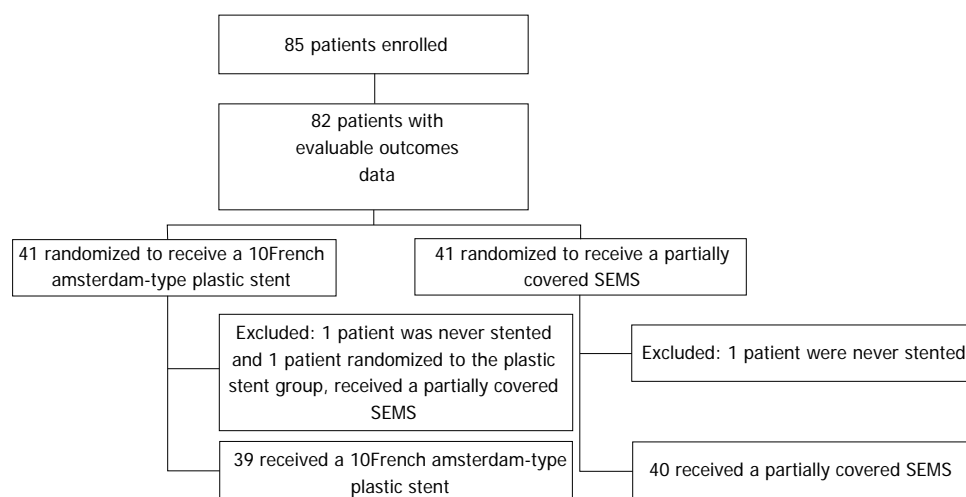 85 patients enrolled
82 patients with
evaluable outcomes
data
41 randomized to receive a 10French
amsterdam-type plastic stent
41 randomized to receive a partially
covered SEMS
Excluded: 1 patient was never stented
and 1 patient randomized to the plastic
stent group, received a partially covered
SEMS
Excluded: 1 patient were never stented
39 received a 10French amsterdam-type
plastic stent
40 received a partially covered SEMS